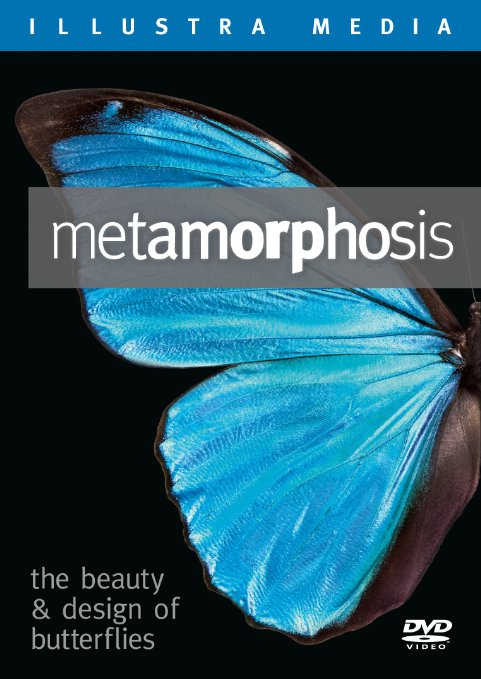 ILLUSTRA MEDIA
metamorphosis
the beauty
& design of
butterflies
DVD
VIDEO